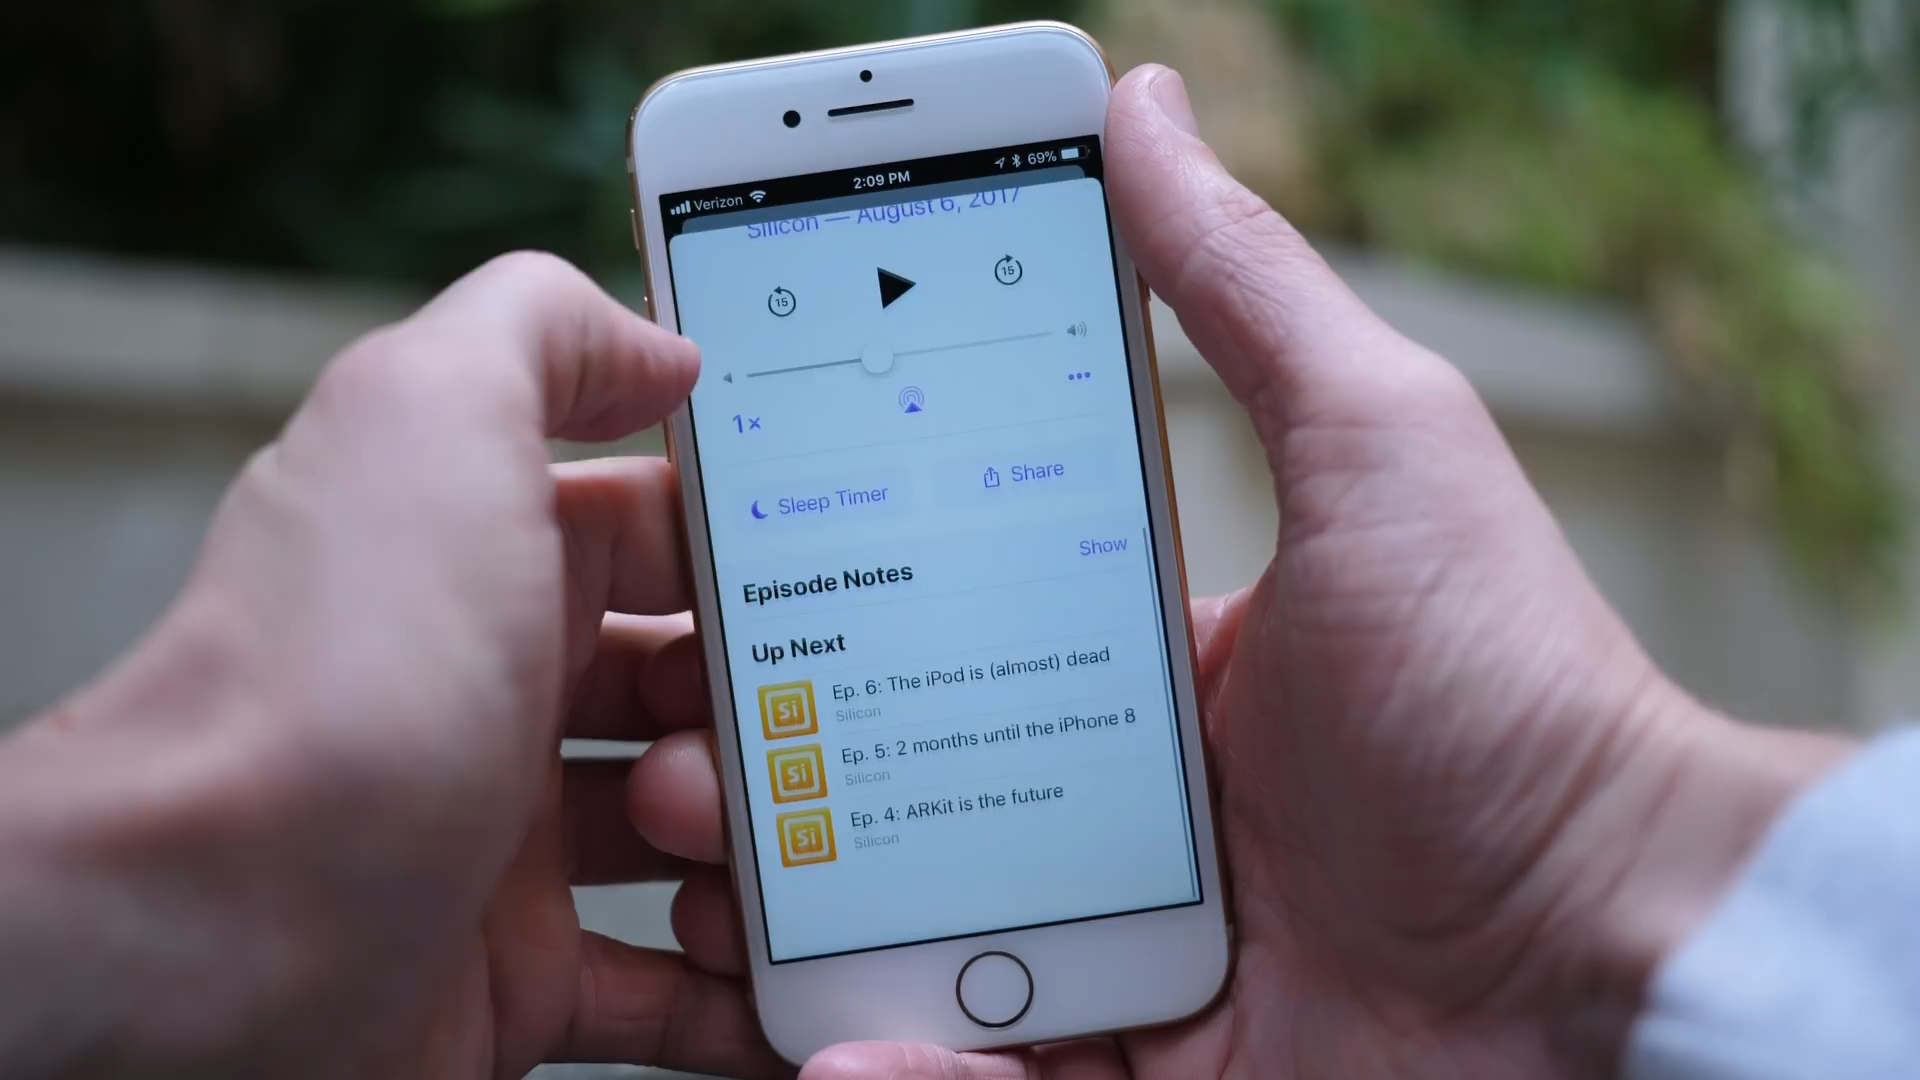 Verizon 2:09 PM 69%
Silicon — August 6, 2017
15 15
1×
Sleep Timer Share
Episode Notes Show
Up Next
Si Ep. 6: The iPod is (almost) dead
Silicon
Si Ep. 5: 2 months until the iPhone 8
Silicon
Si Ep. 4: ARKit is the future
Silicon